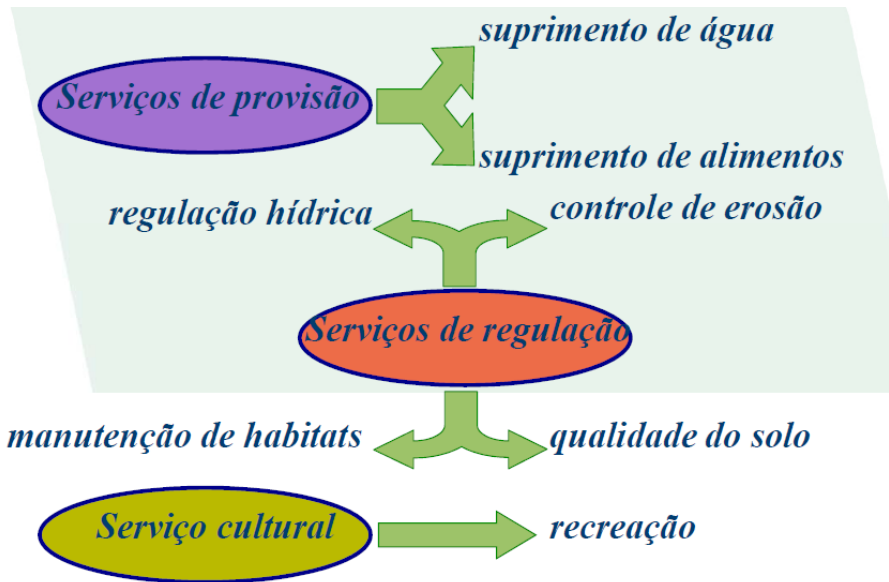 suprimento de água
Serviços de provisão
suprimento de alimentos
regulação hídrica
controle de erosão
Serviços de regulação
manutenção de habitats
qualidade do solo
Serviço cultural
recreação